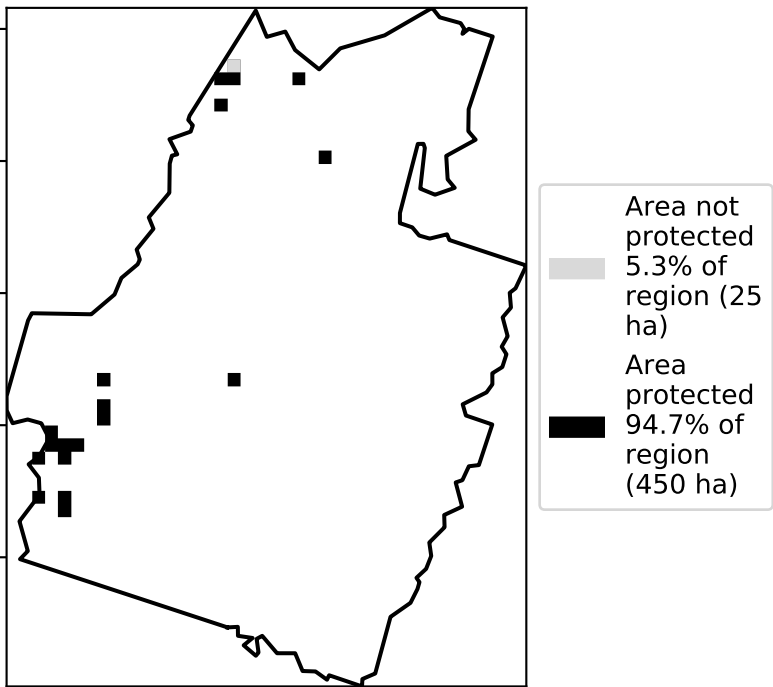 Area not
protected
5.3% of
region (25
ha)
Area
protected
94.7% of
region
(450 ha)